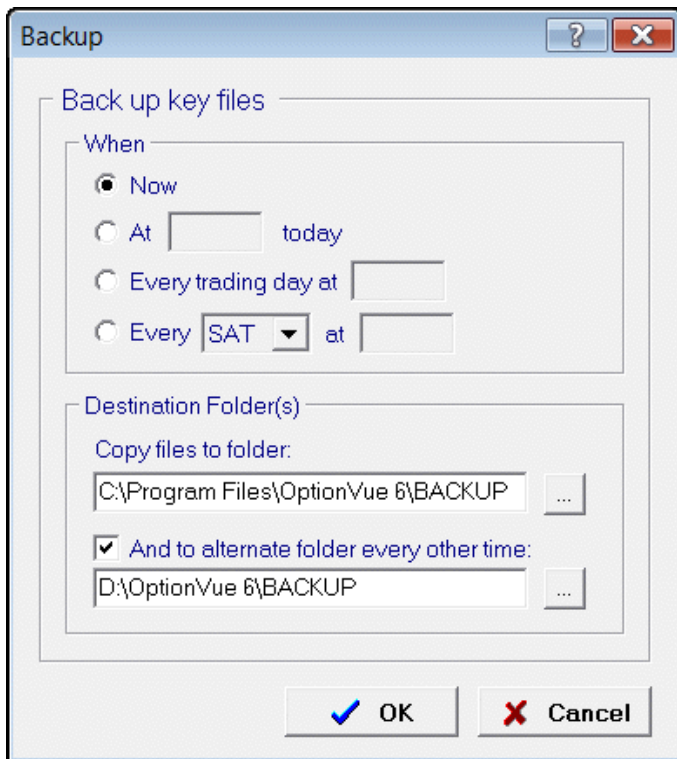 Backup
Back up key files
When
Now
At today
Every trading day at
Every SAT at
Destination Folder(s)
Copy files to folder:
C:\Program Files\OptionVue 6\BACKUP ...
And to alternate folder every other time:
D:\OptionVue 6\BACKUP ...
OK Cancel